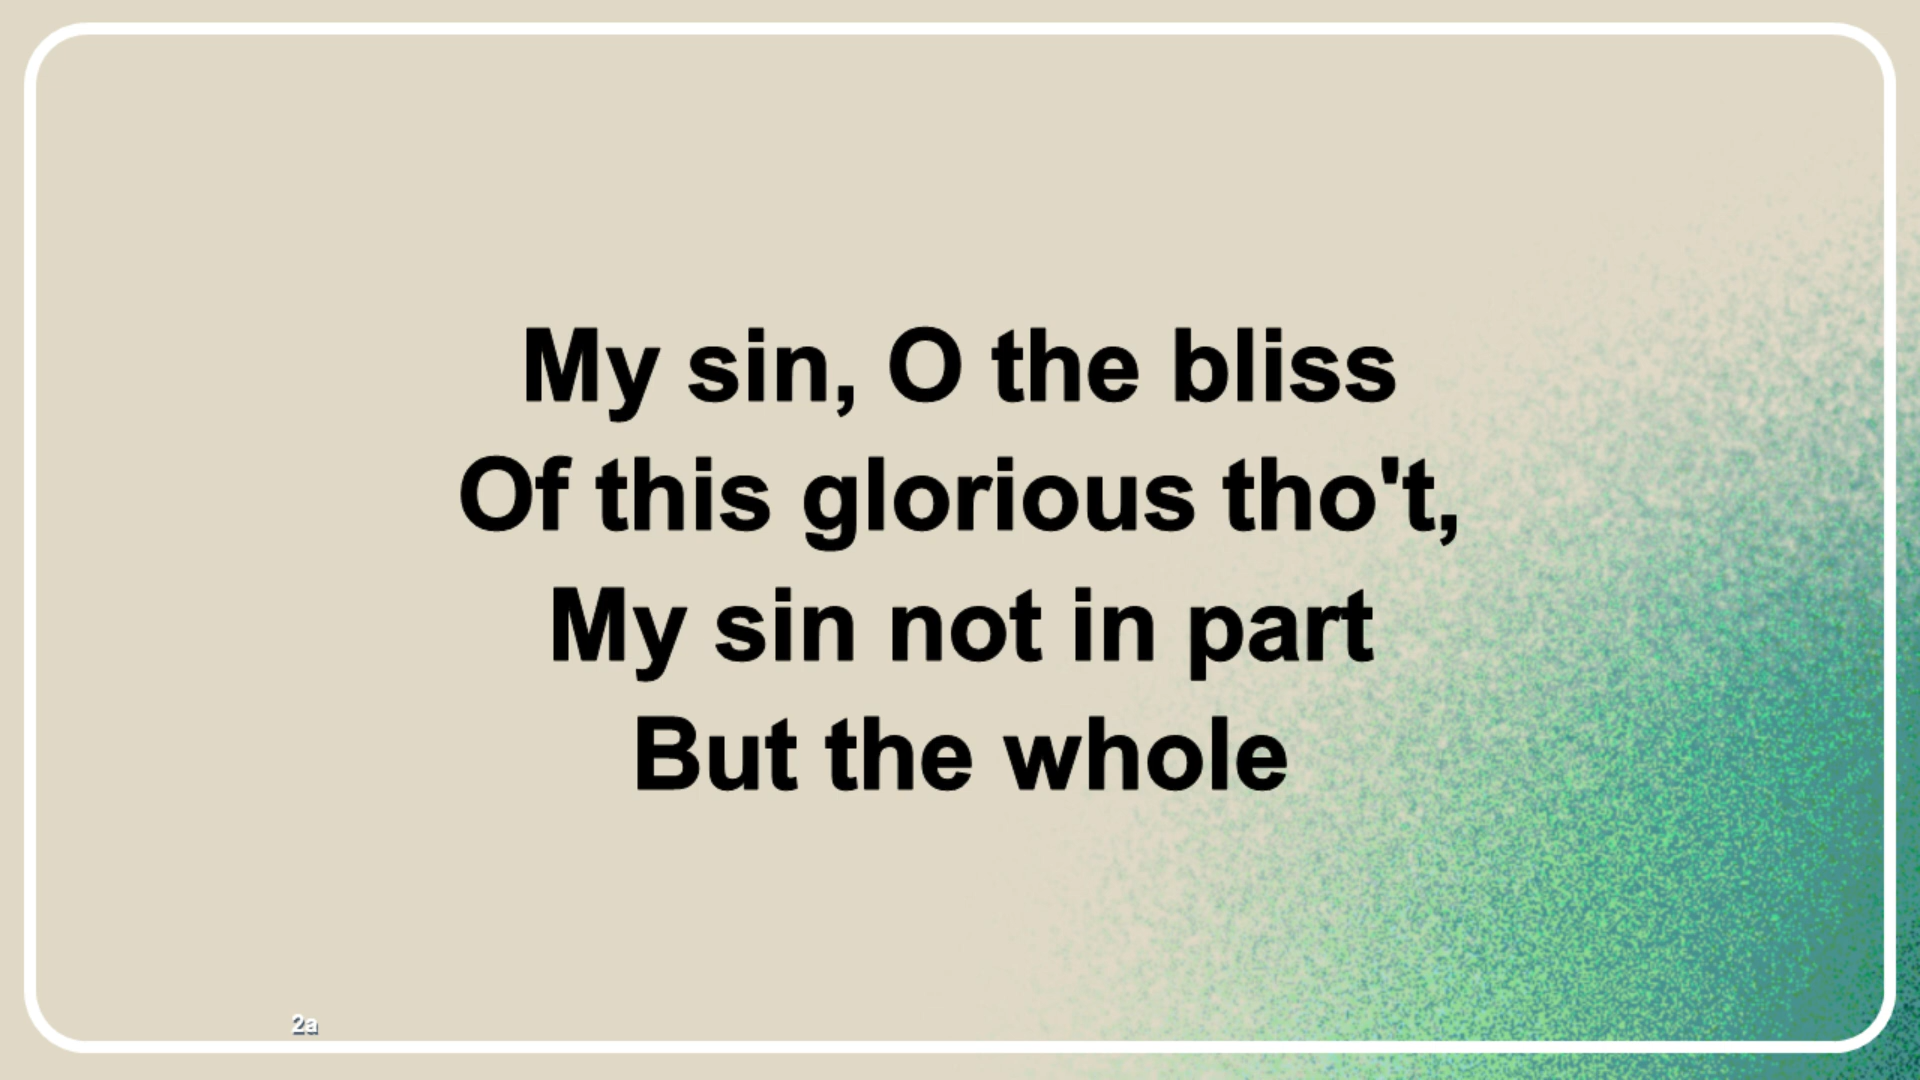 My sin, O the bliss
Of this glorious tho't,
My sin not in part
But the whole
2a